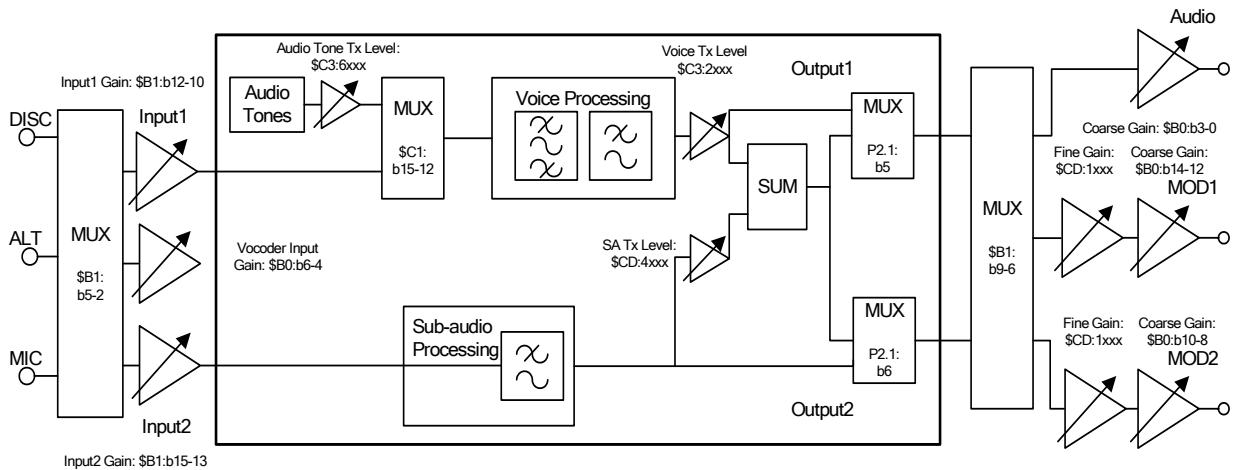 Audio
Audio Tone Tx Level:
$C3:6xxx
Voice Tx Level
$C3:2xxx
Output1
Input1 Gain: $B1:b12-10
Audio
Tones
MUX
$C1:
b15-12
Voice Processing
MUX
P2.1:
b5
DISC
Input1
Coarse Gain: $B0:b3-0
Fine Gain:
$CD:1xxx
Coarse Gain:
$B0:b14-12
MOD1
SUM
MUX
$B1:
b9-6
ALT
MUX
$B1:
b5-2
Vocoder Input
Gain: $B0:b6-4
SA Tx Level:
$CD:4xxx
MUX
P2.1:
b6
Sub-audio
Processing
Fine Gain:
$CD:1xxx
Coarse Gain:
$B0:b10-8
MOD2
MIC
Input2
Output2
Input2 Gain: $B1:b15-13